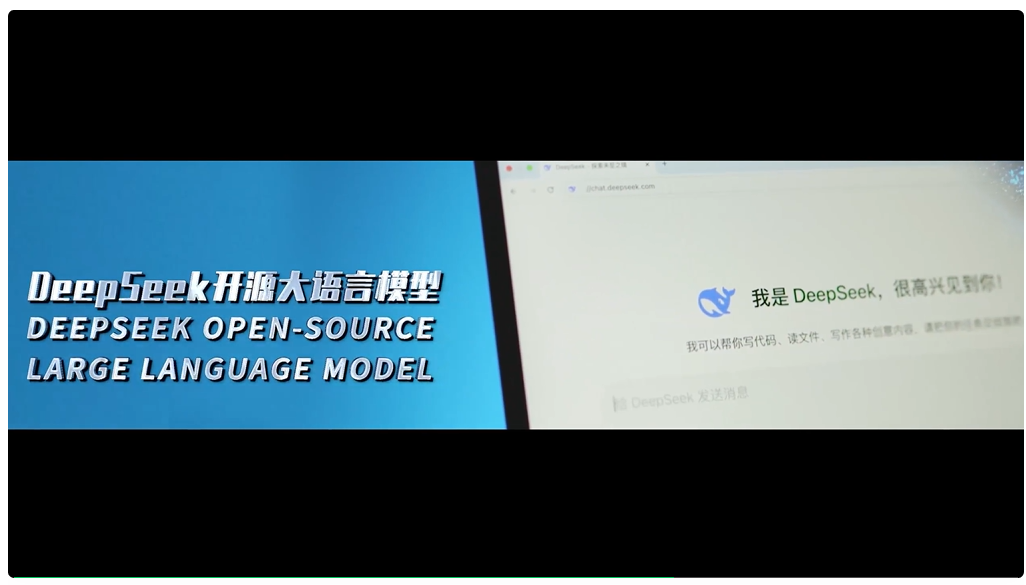 DeepSeek开源大语言模型
DEEPSEEK OPEN-SOURCE
LARGE LANGUAGE MODEL
chat.deepseek.com
我是 DeepSeek，很高兴见到你！
我可以帮你写代码、读文件、写作各种创意内容，请把你的任务交给我吧
给 DeepSeek 发送消息